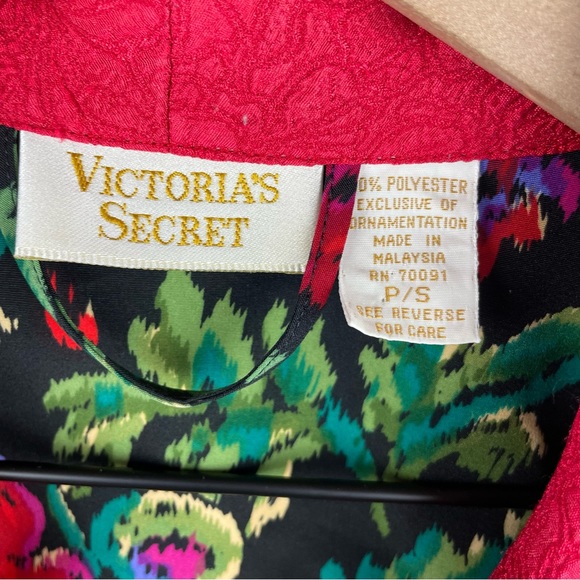 VICTORIA'S
SECRET
0% POLYESTER
EXCLUSIVE OF
ORNAMENTATION
MADE IN
MALAYSIA
RN: 70091
P/S
SEE REVERSE
FOR CARE